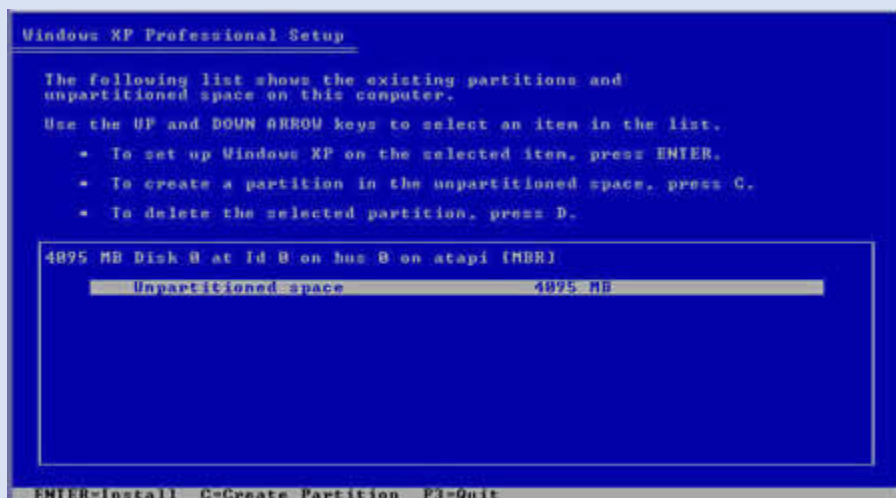 Windows XP Professional Setup
The following list shows the existing partitions and
unpartitioned space on this computer.
Use the UP and DOWN ARROW keys to select an item in the list.
• To set up Windows XP on the selected item, press ENTER.
• To create a partition in the unpartitioned space, press C.
• To delete the selected partition, press D.
4095 MB Disk 0 at Id 0 on bus 0 on atapi [MBR]
Unpartitioned space 4095 MB
ENTER=Install C=Create Partition F3=Quit